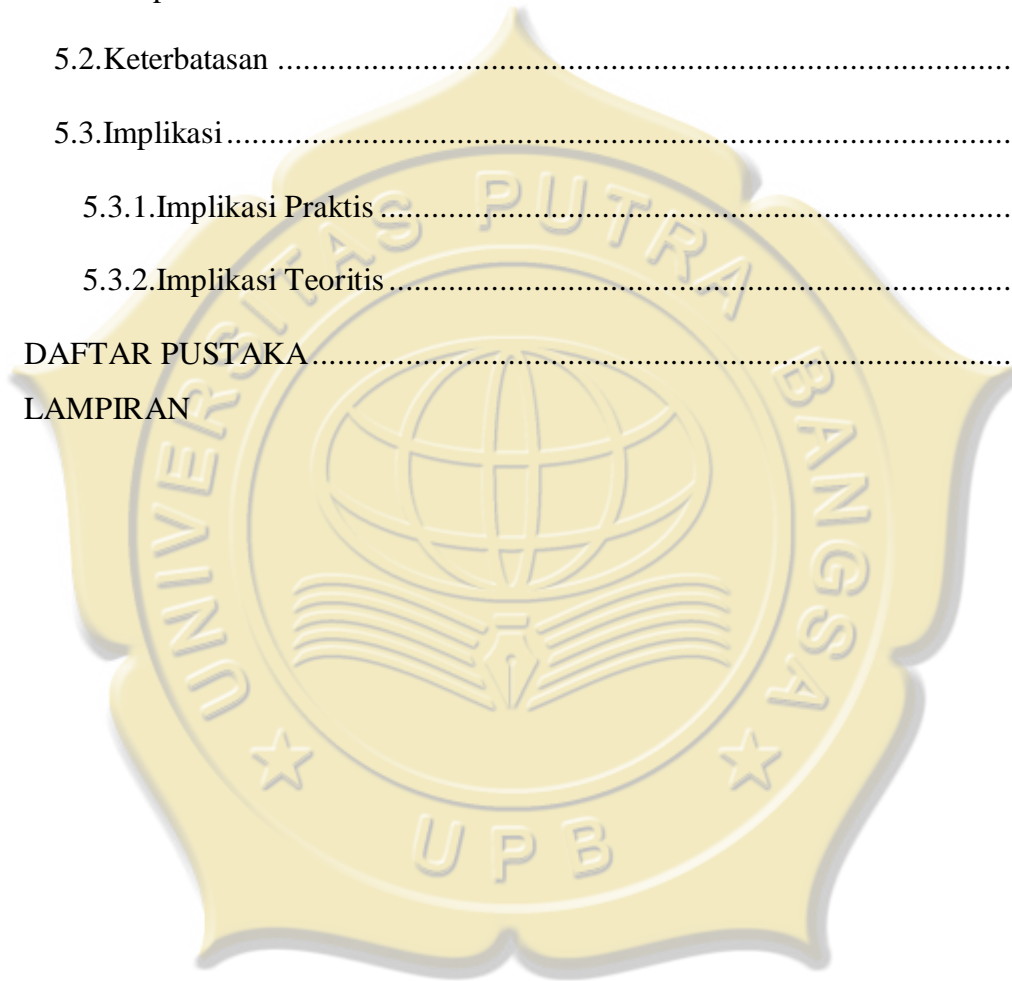 5.2.Keterbatasan ........................................................................................
5.3.Implikasi ..............................................................................................
5.3.1.Implikasi Praktis ...........................................................................
5.3.2.Implikasi Teoritis ..........................................................................
DAFTAR PUSTAKA ....................................................................................
LAMPIRAN
UNIVERSITAS PUTRA BANGSA
UPB